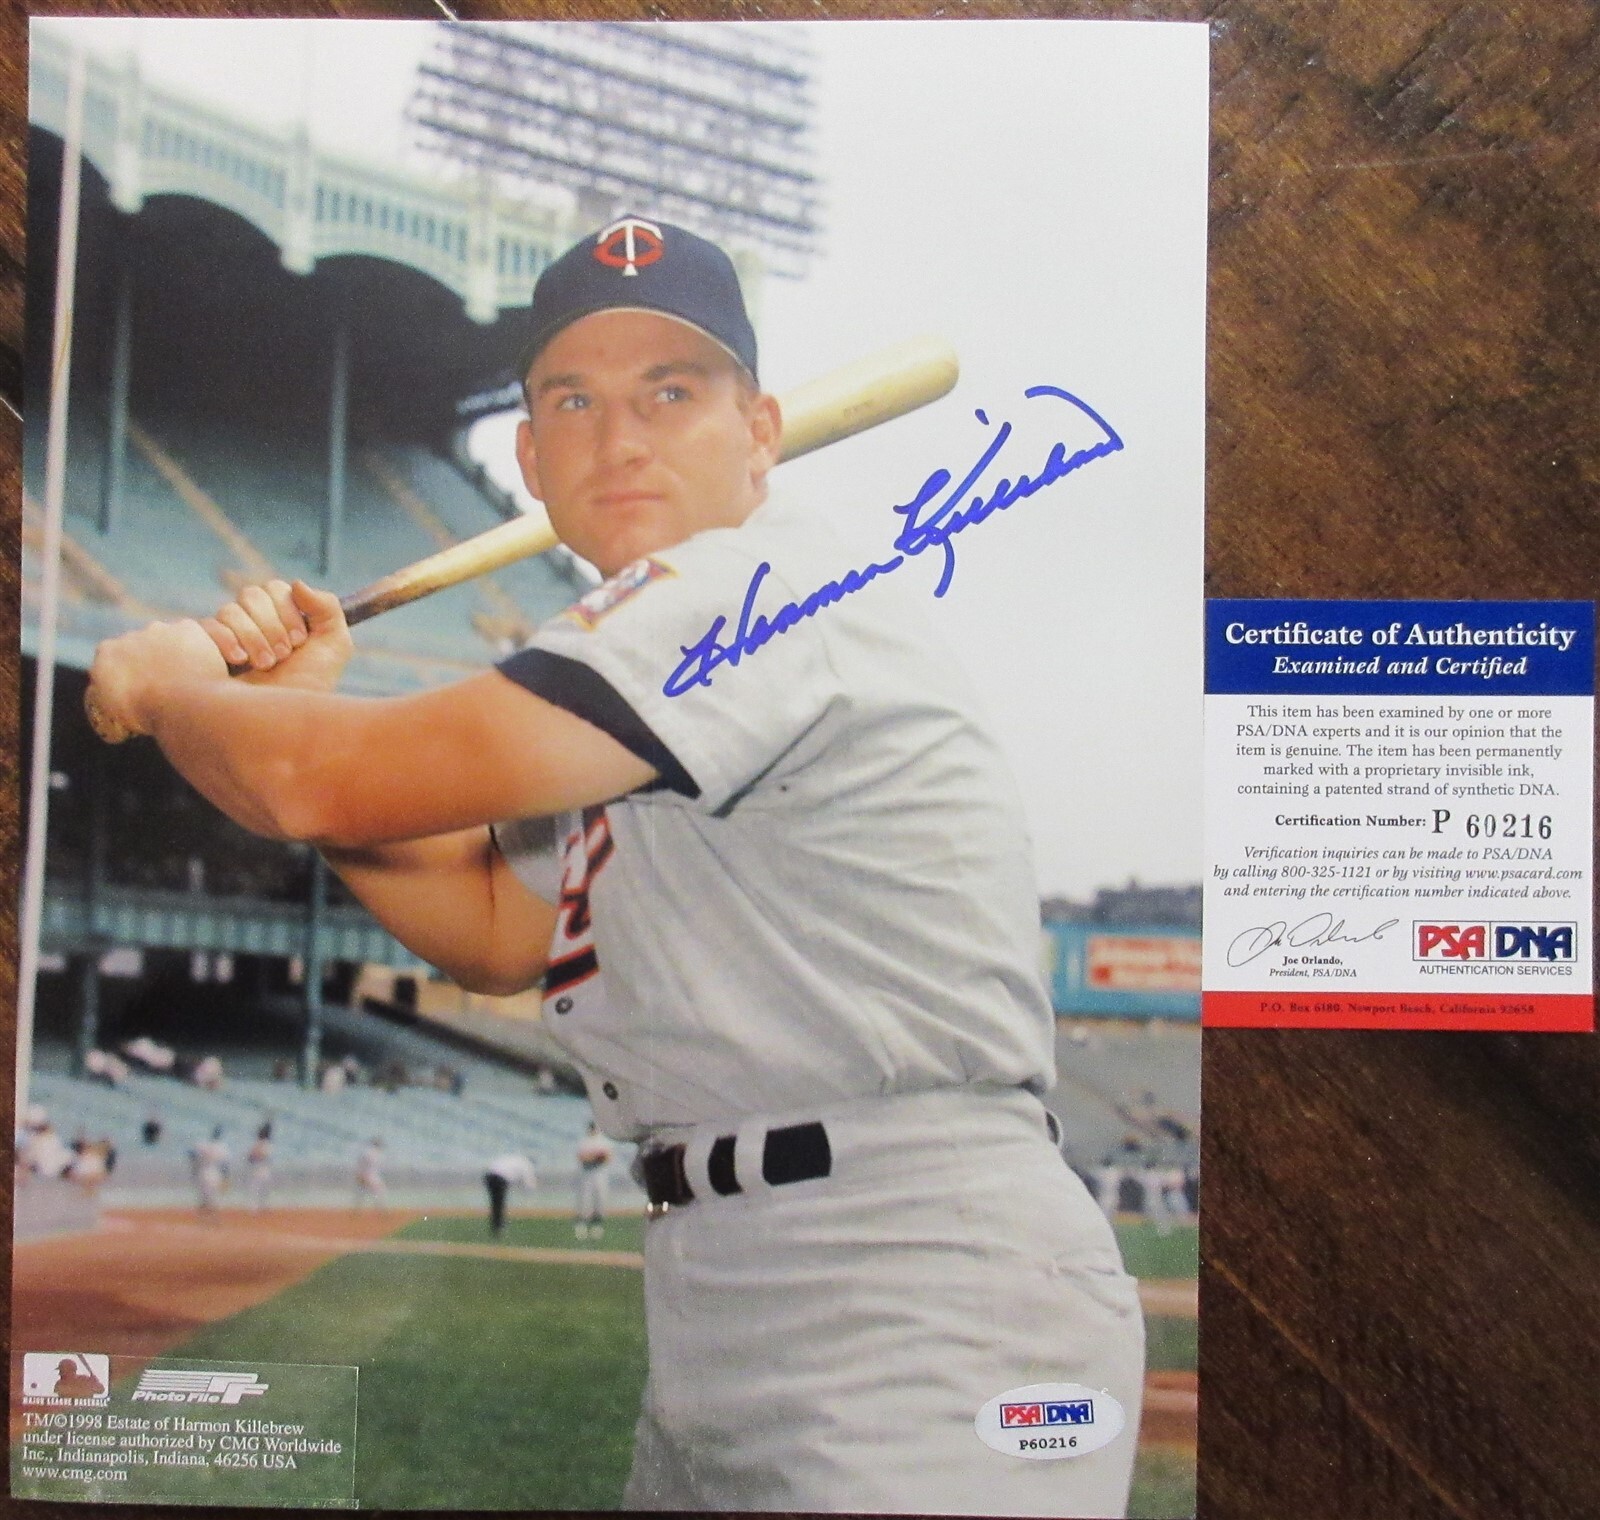 TC
Harmon Killebrew
MAJOR LEAGUE BASEBALL
Photo File PF
TM/©1998 Estate of Harmon Killebrew
under license authorized by CMG Worldwide
Inc., Indianapolis, Indiana, 46256 USA
www.cmg.com
PSA DNA
P60216
Certificate of Authenticity
Examined and Certified
This item has been examined by one or more
PSA/DNA experts and it is our opinion that the
item is genuine. The item has been permanently
marked with a proprietary invisible ink,
containing a patented strand of synthetic DNA.
Certification Number: P 60216
Verification inquiries can be made to PSA/DNA
by calling 800-325-1121 or by visiting www.psacard.com
and entering the certification number indicated above.
Joe Orlando,
President, PSA/DNA
PSA DNA
AUTHENTICATION SERVICES
P.O. Box 6180, Newport Beach, California 92658